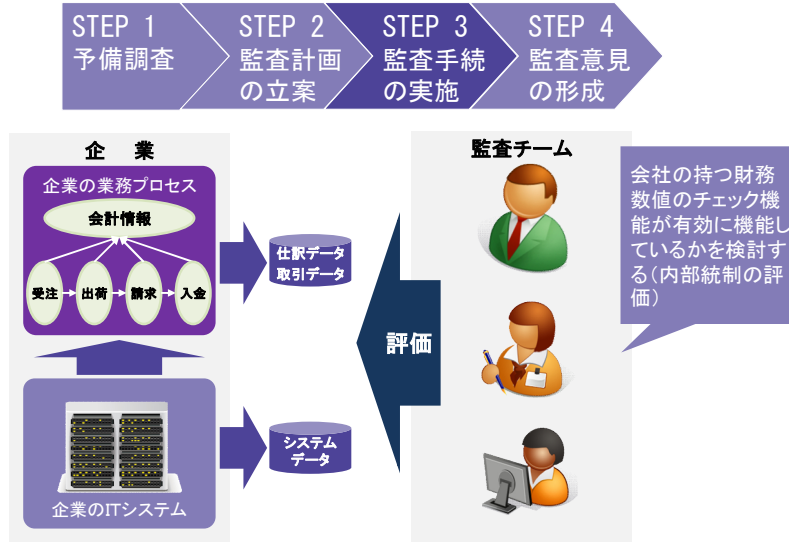 STEP 1
予備調査
STEP 2
監査計画
の立案
STEP 3
監査手続
の実施
STEP 4
監査意見
の形成
企 業
企業の業務プロセス
会計情報
受注
出荷
請求
入金
仕訳データ
取引データ
企業のITシステム
システム
データ
評価
監査チーム
会社の持つ財務
数値のチェック機
能が有効に機能し
ているかを検討す
る(内部統制の評
価)